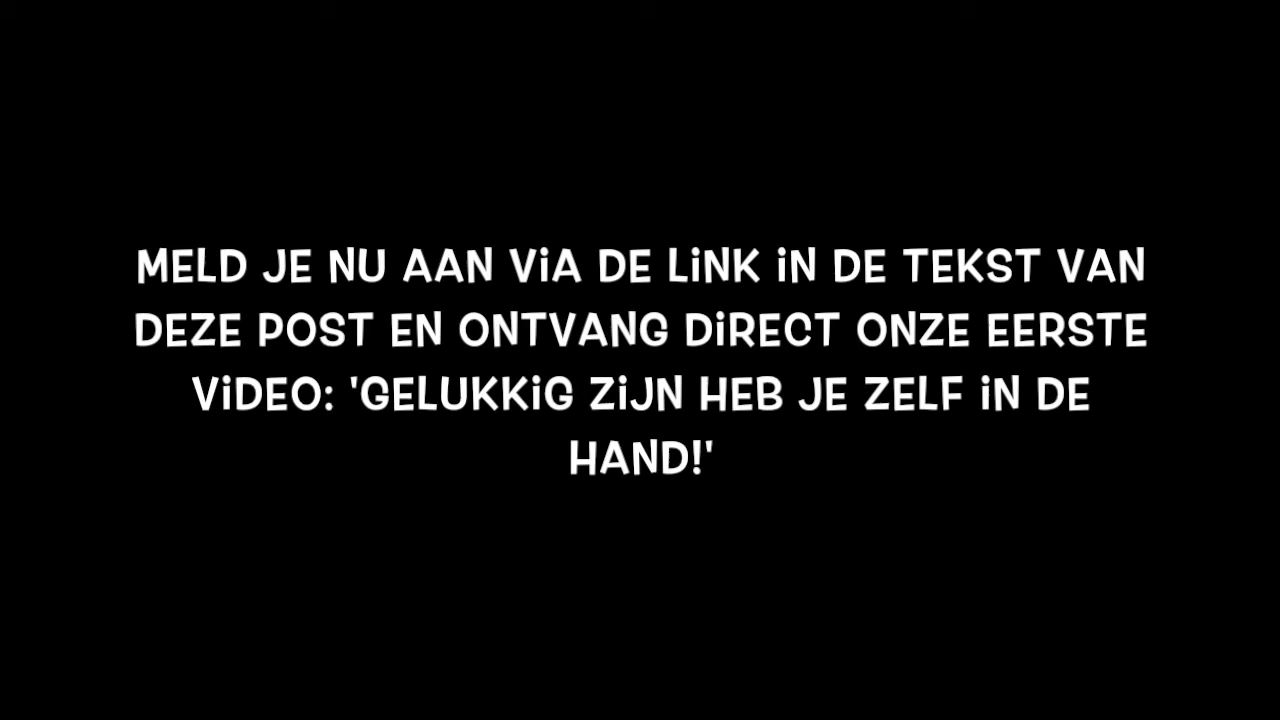 MELD JE NU AAN VIA DE LINK IN DE TEKST VAN
DEZE POST EN ONTVANG DIRECT ONZE EERSTE
VIDEO: 'GELUKKIG ZIJN HEB JE ZELF IN DE
HAND!'